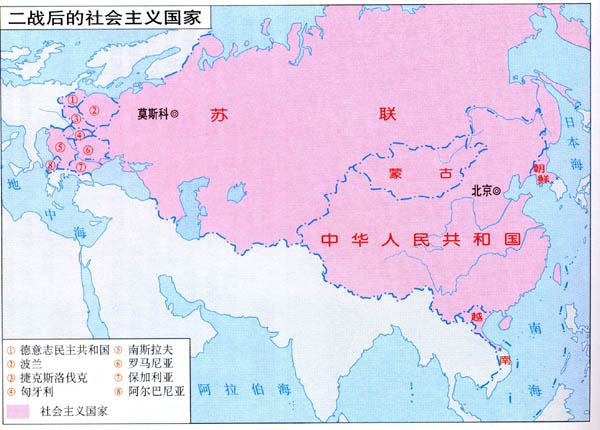 二战后的社会主义国家
① ②
③
④
⑤ ⑥
⑦
⑧
莫斯科
苏 联
蒙 古
北京
朝鲜
日本海
中华人民共和国
地中海
越南
南海
阿拉伯海
① 德意志民主共和国 ⑤ 南斯拉夫
② 波兰 ⑥ 罗马尼亚
③ 捷克斯洛伐克 ⑦ 保加利亚
④ 匈牙利 ⑧ 阿尔巴尼亚
社会主义国家